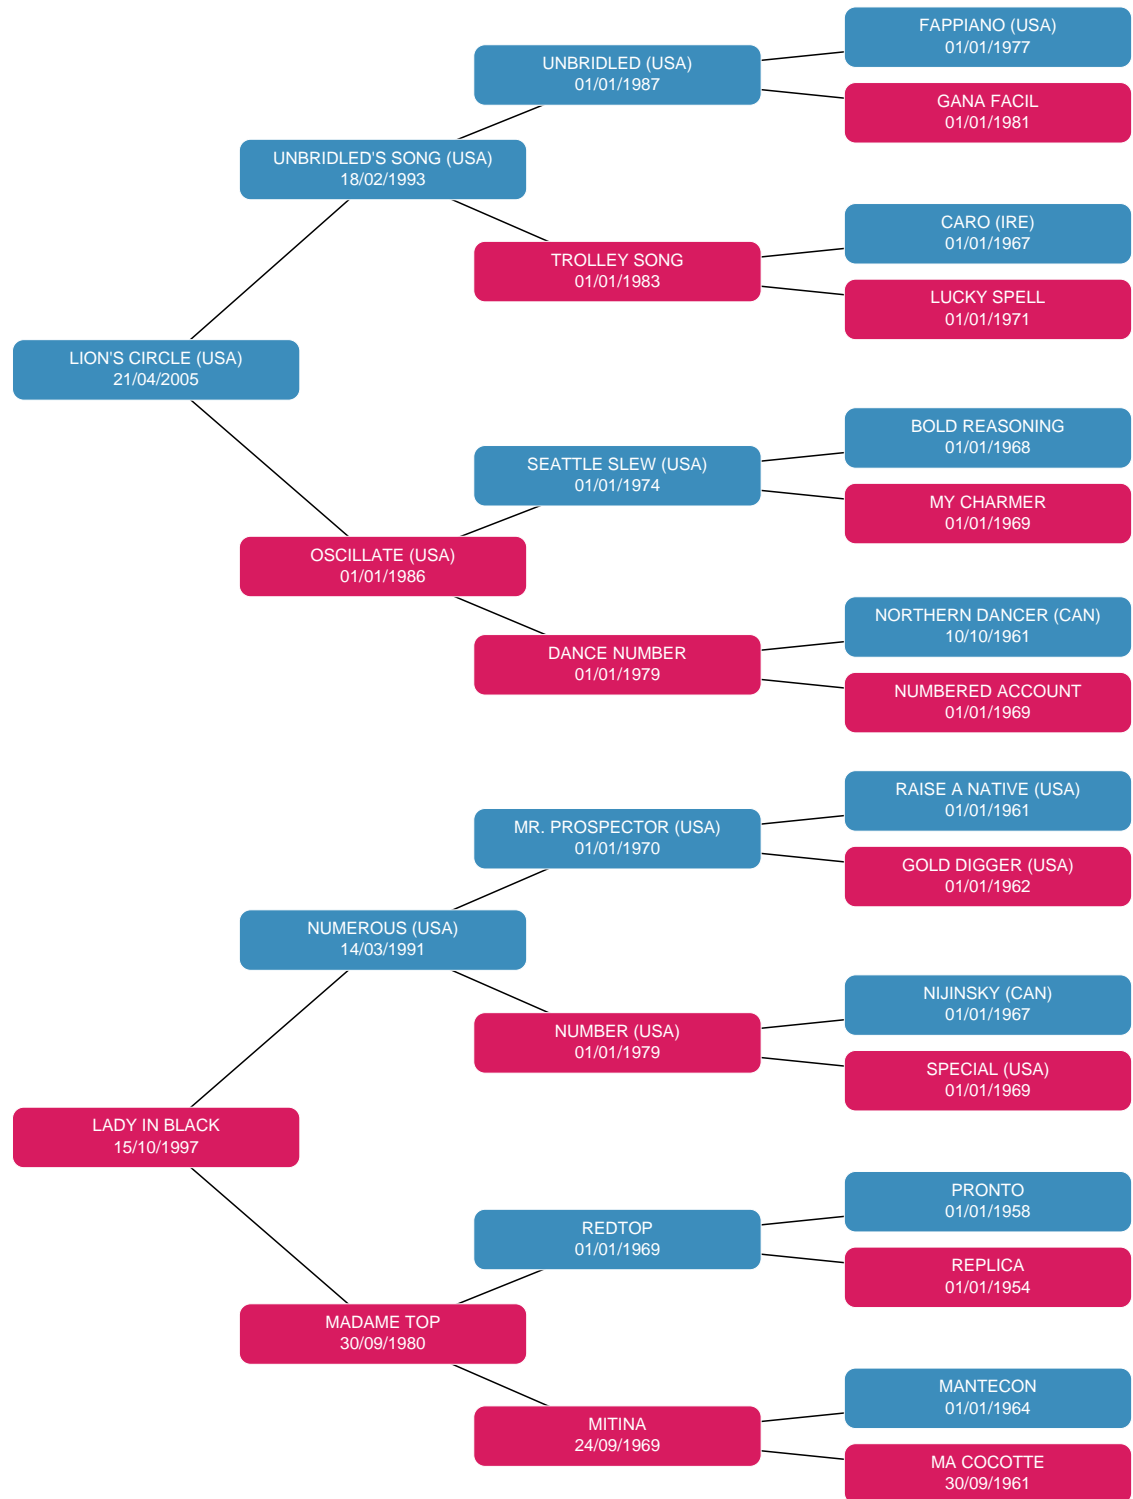 FAPPIANO (USA)
01/01/1977
UNBRIDLED (USA)
01/01/1987
GANA FACIL
01/01/1981
UNBRIDLED'S SONG (USA)
18/02/1993
CARO (IRE)
01/01/1967
TROLLEY SONG
01/01/1983
LUCKY SPELL
01/01/1971
LION'S CIRCLE (USA)
21/04/2005
BOLD REASONING
01/01/1968
SEATTLE SLEW (USA)
01/01/1974
MY CHARMER
01/01/1969
OSCILLATE (USA)
01/01/1986
NORTHERN DANCER (CAN)
10/10/1961
DANCE NUMBER
01/01/1979
NUMBERED ACCOUNT
01/01/1969
RAISE A NATIVE (USA)
01/01/1961
MR. PROSPECTOR (USA)
01/01/1970
GOLD DIGGER (USA)
01/01/1962
NUMEROUS (USA)
14/03/1991
NIJINSKY (CAN)
01/01/1967
NUMBER (USA)
01/01/1979
SPECIAL (USA)
01/01/1969
LADY IN BLACK
15/10/1997
PRONTO
01/01/1958
REDTOP
01/01/1969
REPLICA
01/01/1954
MADAME TOP
30/09/1980
MANTECON
01/01/1964
MITINA
24/09/1969
MA COCOTTE
30/09/1961